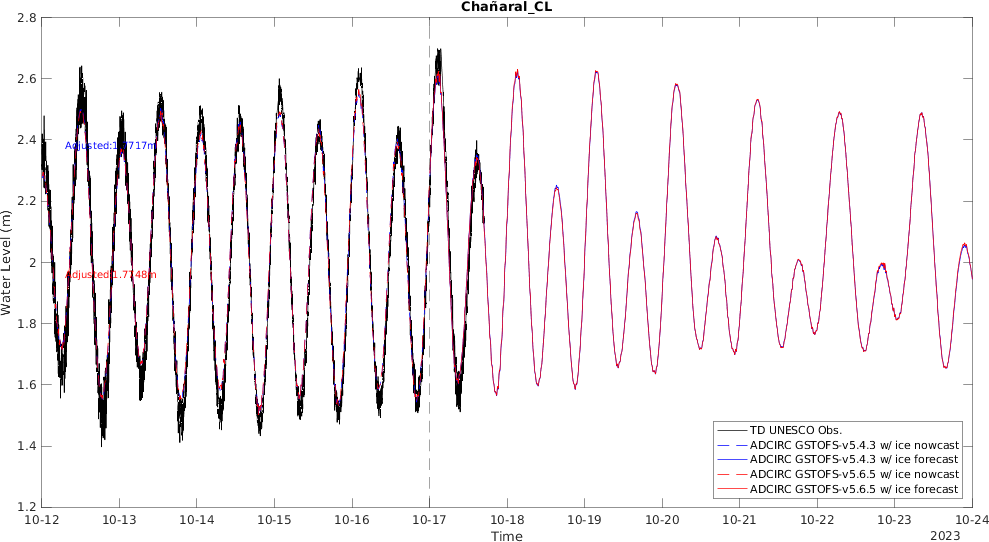 Chañaral_CL
2.8
2.6
2.4
2.2
2
1.8
1.6
1.4
1.2
Water Level (m)
Adjusted:1.7717m
Adjusted:1.7748m
TD UNESCO Obs.
ADCIRC GSTOFS-v5.4.3 w/ ice nowcast
ADCIRC GSTOFS-v5.4.3 w/ ice forecast
ADCIRC GSTOFS-v5.6.5 w/ ice nowcast
ADCIRC GSTOFS-v5.6.5 w/ ice forecast
10-12 10-13 10-14 10-15 10-16 10-17 10-18 10-19 10-20 10-21 10-22 10-23 10-24
Time
2023